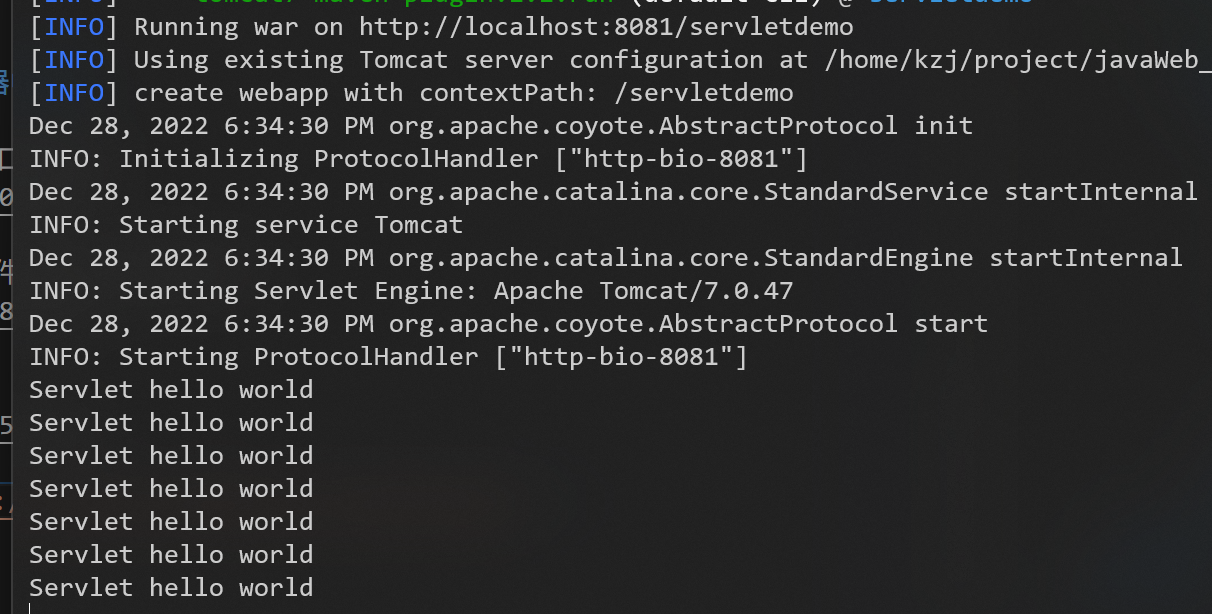 [INFO] Running war on http://localhost:8081/servletdemo
[INFO] Using existing Tomcat server configuration at /home/kzj/project/javaWeb_
[INFO] create webapp with contextPath: /servletdemo
Dec 28, 2022 6:34:30 PM org.apache.coyote.AbstractProtocol init
INFO: Initializing ProtocolHandler ["http-bio-8081"]
Dec 28, 2022 6:34:30 PM org.apache.catalina.core.StandardService startInternal
INFO: Starting service Tomcat
Dec 28, 2022 6:34:30 PM org.apache.catalina.core.StandardEngine startInternal
INFO: Starting Servlet Engine: Apache Tomcat/7.0.47
Dec 28, 2022 6:34:30 PM org.apache.coyote.AbstractProtocol start
INFO: Starting ProtocolHandler ["http-bio-8081"]
Servlet hello world
Servlet hello world
Servlet hello world
Servlet hello world
Servlet hello world
Servlet hello world
Servlet hello world